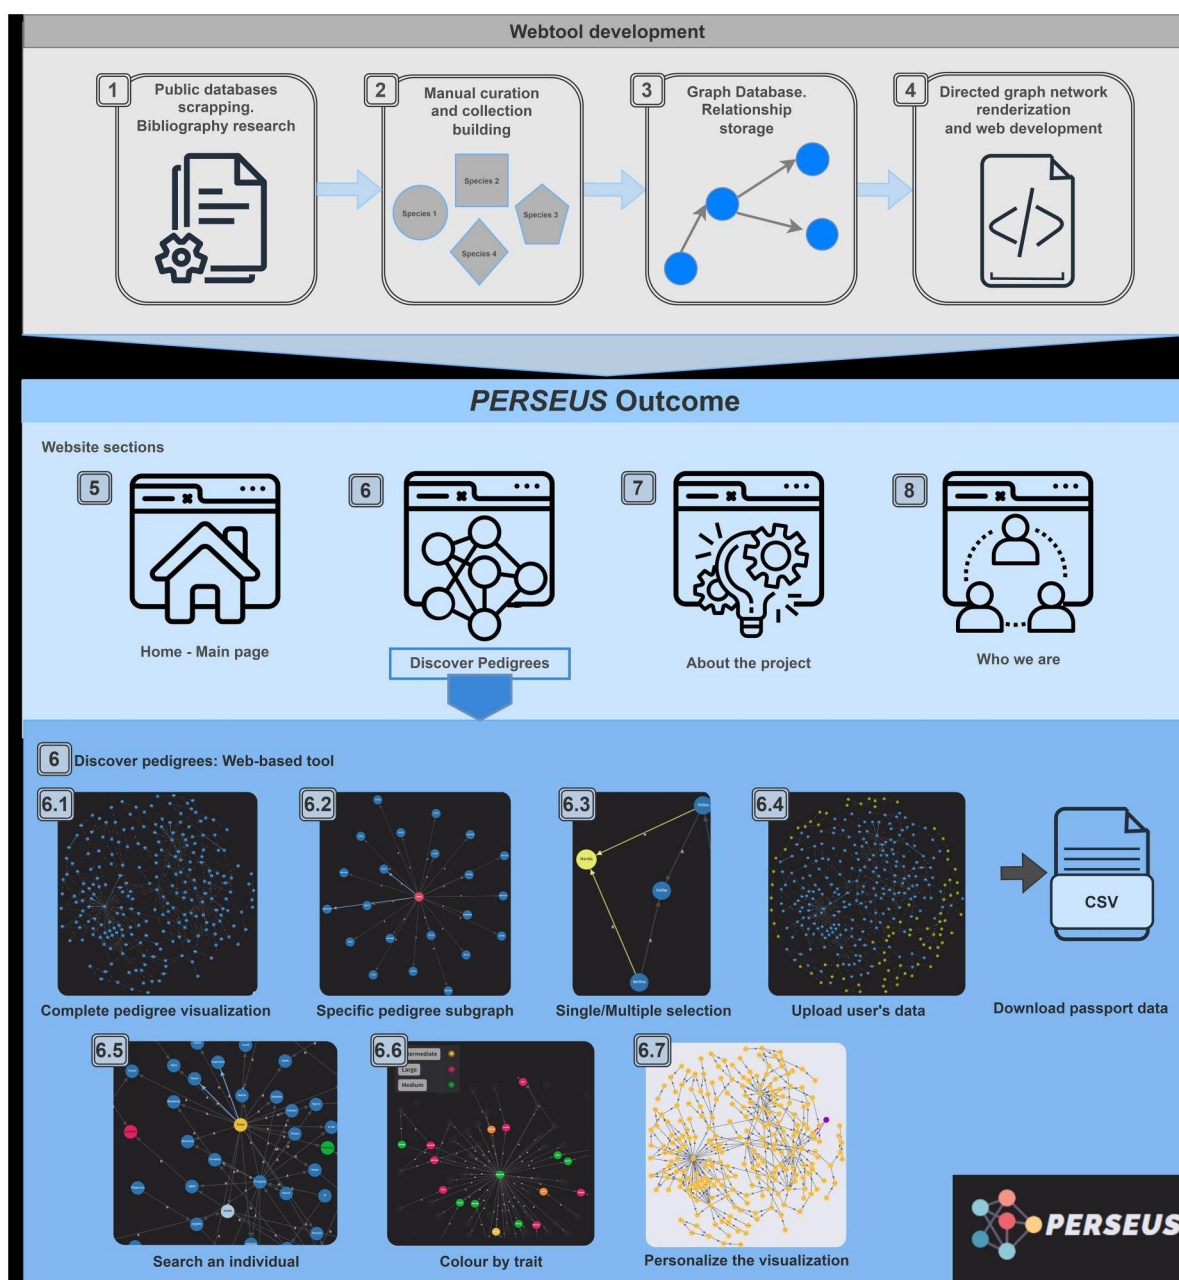 Webtool development
1
Public databases
scrapping.
Bibliography research
2
Manual curation
and collection
building
Species 1
Species 2
Species 3
Species 4
3
Graph Database.
Relationship
storage
4
Directed graph network
renderization
and web development
PERSEUS Outcome
Website sections
5
Home - Main page
6
Discover Pedigrees
7
About the project
8
Who we are
6
Discover pedigrees: Web-based tool
6.1
Complete pedigree visualization
6.2
Specific pedigree subgraph
6.3
Single/Multiple selection
6.4
Upload user's data
CSV
Download passport data
6.5
Search an individual
6.6
Large
Medium
Colour by trait
6.7
Personalize the visualization
PERSEUS